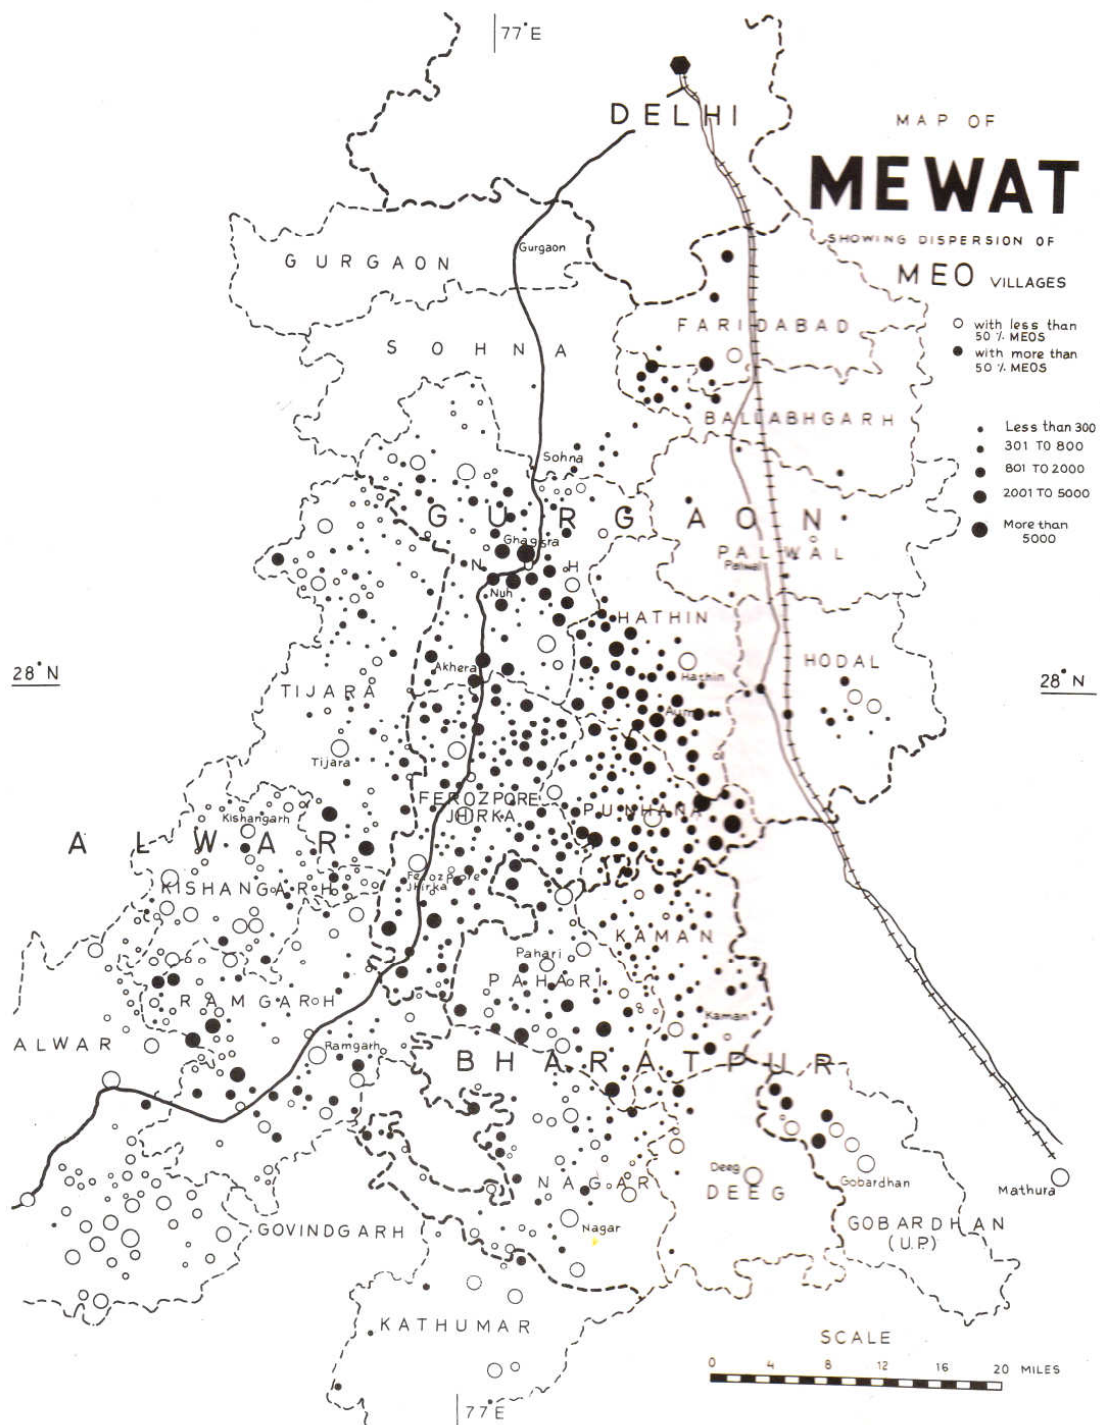 77°E
DELHI
MAP OF
MEWAT
SHOWING DISPERSION OF
MEO VILLAGES
with less than
50 % MEOS
with more than
50 % MEOS
Less than 300
301 TO 800
801 TO 2000
2001 TO 5000
More than
5000
Gurgaon
GURGAON
FARIDABAD
SOHNA
BALLABHGARH
Sohna
GURGAON
Ghagsra
PALWAL
Palwal
NUH
Nuh
HATHIN
28°N
Akhera
Hathin
HODAL
28°N
TIJARA
Tijara
FEROZPORE
JHIRKA
PUNHANA
Kishangarh
ALWAR
KISHANGARH
Ferozpore
Jhirka
KAMAN
Pahari
PAHARI
RAMGARH
Kaman
ALWAR
Ramgarh
BHARATPUR
NAGAR
Deeg
DEEG
Gobardhan
Mathura
Nagar
GOVINDGARH
GOBARDHAN
(U.P.)
KATHUMAR
SCALE
0 4 8 12 16 20 MILES
77°E